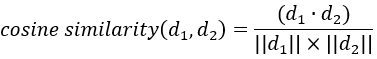 cosine similarity(d₁, d₂) = (d₁ · d₂) / ||d₁|| × ||d₂||